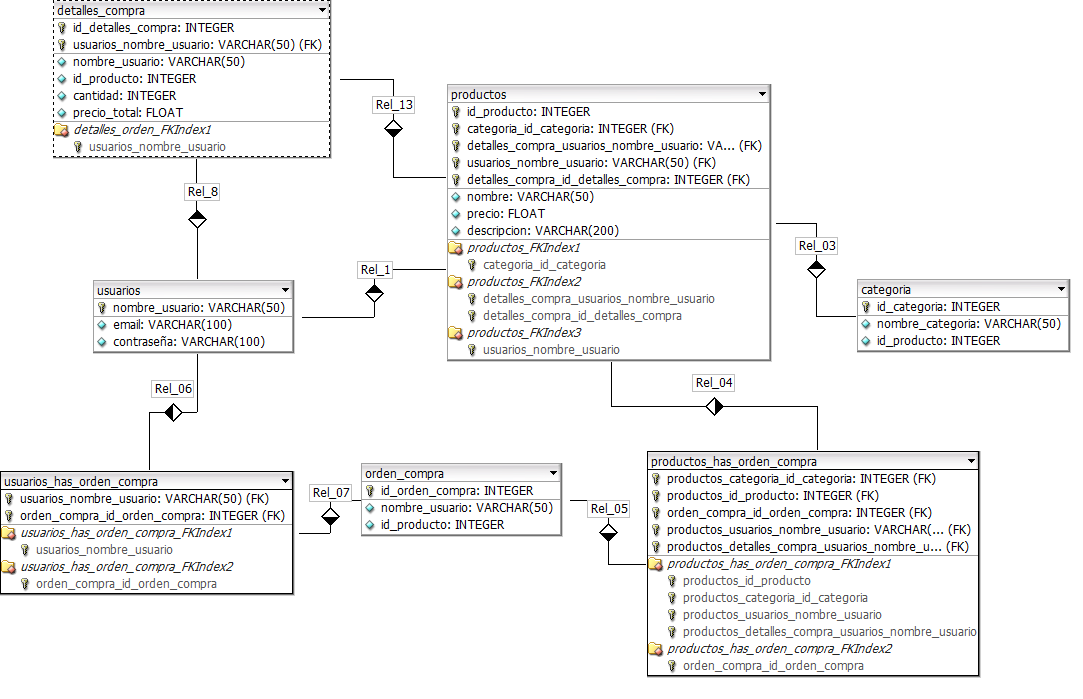 detalles_compra
id_detalles_compra: INTEGER
usuarios_nombre_usuario: VARCHAR(50) (FK)
nombre_usuario: VARCHAR(50)
id_producto: INTEGER
cantidad: INTEGER
precio_total: FLOAT
detalles_orden_FKIndex1
usuarios_nombre_usuario
Rel_13
Rel_8
productos
id_producto: INTEGER
categoria_id_categoria: INTEGER (FK)
detalles_compra_usuarios_nombre_usuario: VA... (FK)
usuarios_nombre_usuario: VARCHAR(50) (FK)
detalles_compra_id_detalles_compra: INTEGER (FK)
nombre: VARCHAR(50)
precio: FLOAT
descripcion: VARCHAR(200)
productos_FKIndex1
categoria_id_categoria
productos_FKIndex2
detalles_compra_usuarios_nombre_usuario
detalles_compra_id_detalles_compra
productos_FKIndex3
usuarios_nombre_usuario
Rel_1
Rel_03
usuarios
nombre_usuario: VARCHAR(50)
email: VARCHAR(100)
contraseña: VARCHAR(100)
categoria
id_categoria: INTEGER
nombre_categoria: VARCHAR(50)
id_producto: INTEGER
Rel_06
Rel_04
usuarios_has_orden_compra
usuarios_nombre_usuario: VARCHAR(50) (FK)
orden_compra_id_orden_compra: INTEGER (FK)
usuarios_has_orden_compra_FKIndex1
usuarios_nombre_usuario
usuarios_has_orden_compra_FKIndex2
orden_compra_id_orden_compra
Rel_07
orden_compra
id_orden_compra: INTEGER
nombre_usuario: VARCHAR(50)
id_producto: INTEGER
Rel_05
productos_has_orden_compra
productos_categoria_id_categoria: INTEGER (FK)
productos_id_producto: INTEGER (FK)
orden_compra_id_orden_compra: INTEGER (FK)
productos_usuarios_nombre_usuario: VARCHAR(... (FK)
productos_detalles_compra_usuarios_nombre_u... (FK)
productos_has_orden_compra_FKIndex1
productos_id_producto
productos_categoria_id_categoria
productos_usuarios_nombre_usuario
productos_detalles_compra_usuarios_nombre_usuario
productos_has_orden_compra_FKIndex2
orden_compra_id_orden_compra